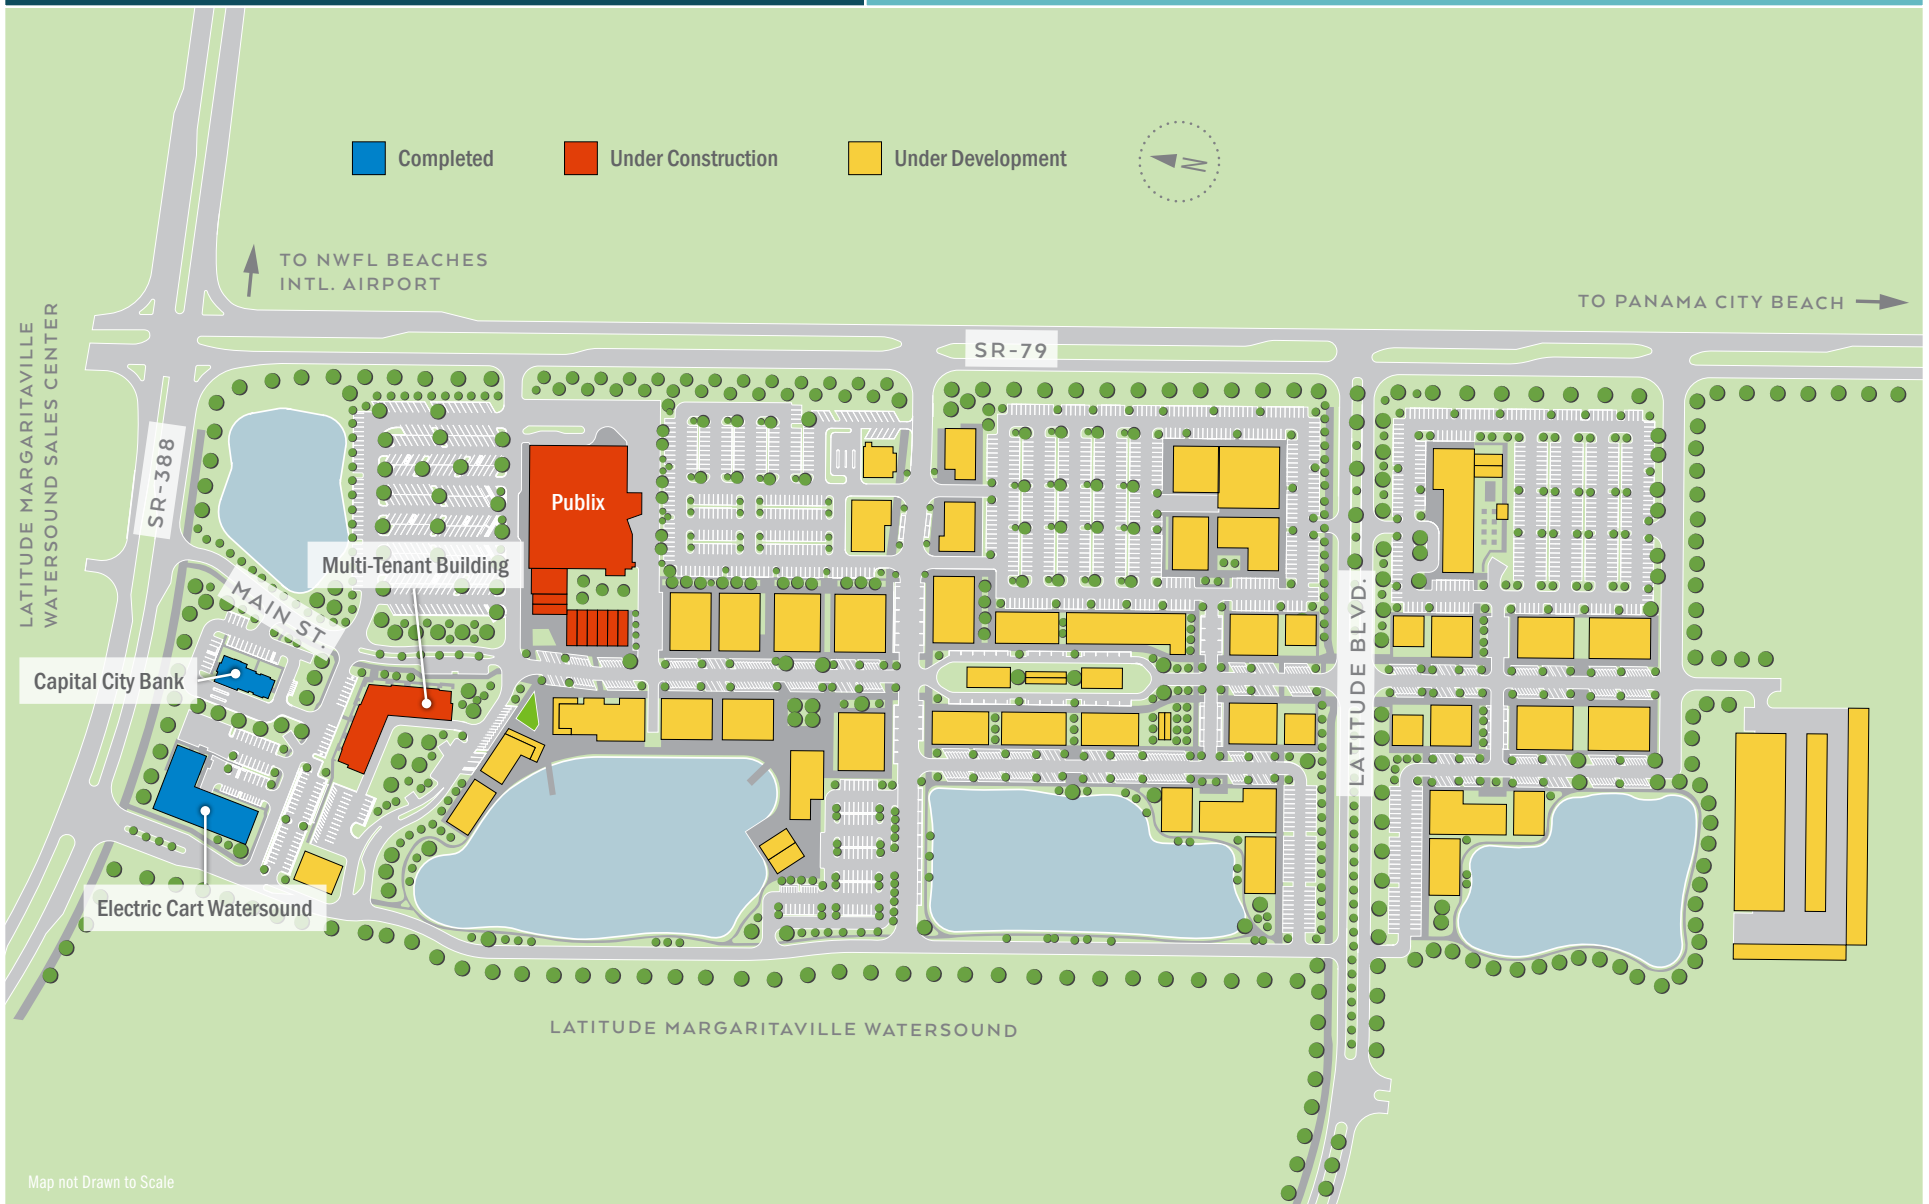 Completed
Under Construction
Under Development
N
TO NWFL BEACHES
INTL. AIRPORT
TO PANAMA CITY BEACH
LATITUDE MARGARITAVILLE
WATERSOUND SALES CENTER
SR-79
SR-388
Publix
Multi-Tenant Building
MAIN ST.
LATITUDE BLVD.
Capital City Bank
Electric Cart Watersound
LATITUDE MARGARITAVILLE WATERSOUND
Map not Drawn to Scale